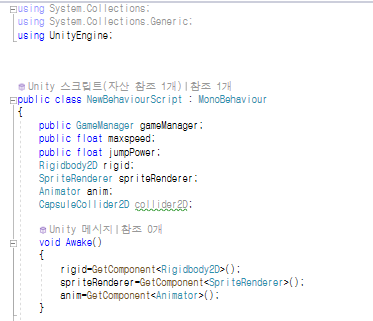 using System.Collections;
using System.Collections.Generic;
using UnityEngine;
Unity 스크립트(자산 참조 1개)|참조 1개
public class NewBehaviourScript : MonoBehaviour
{
public GameManager gameManager;
public float maxspeed;
public float jumpPower;
Rigidbody2D rigid;
SpriteRenderer spriteRenderer;
Animator anim;
CapsuleCollider2D collider2D;
Unity 메시지|참조 0개
void Awake()
{
rigid=GetComponent<Rigidbody2D>();
spriteRenderer=GetComponent<SpriteRenderer>();
anim=GetComponent<Animator>();
}